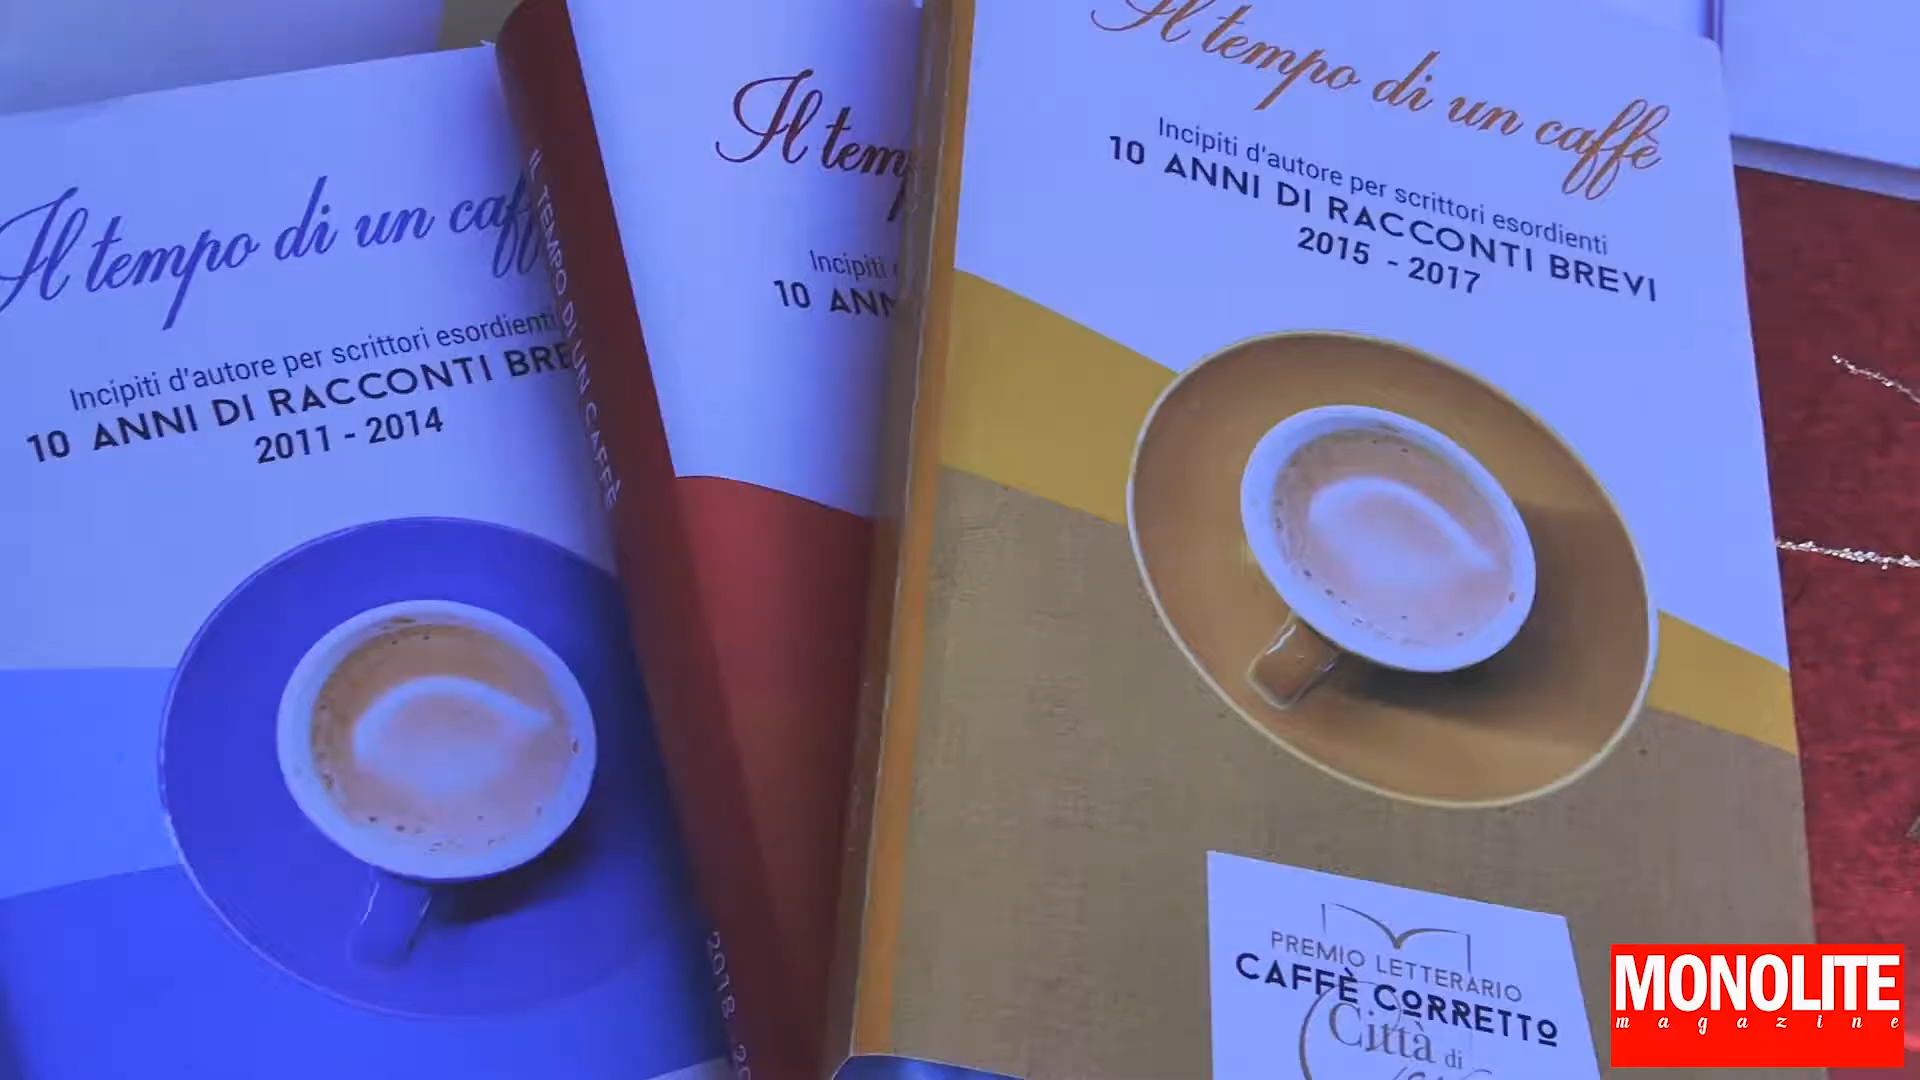 Il tempo di un caff
Incipiti d'autore per scrittori esordienti
10 ANNI DI RACCONTI BRE
2011 - 2014
IL TEMPO DI UN CAFFÈ
2018
Il temp
Incipiti
10 ANN
Il tempo di un caffè
Incipiti d'autore per scrittori esordienti
10 ANNI DI RACCONTI BREVI
2015 - 2017
PREMIO LETTERARIO
CAFFÈ CORRETTO
Città di
MONOLITE
magazine